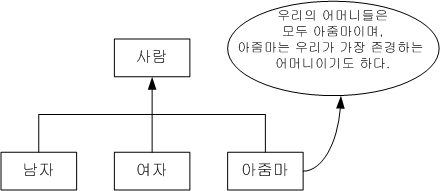 우리의 어머니들은
모두 아줌마이며,
아줌마는 우리가 가장 존경하는
어머니이기도 하다.
사람
남자
여자
아줌마